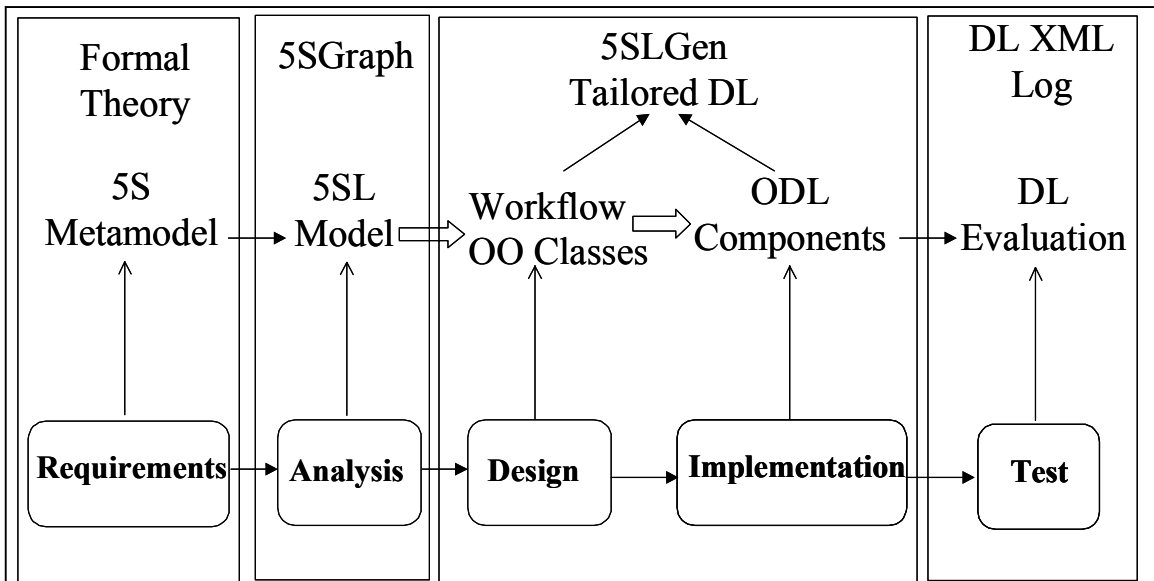 Formal
Theory
5S
Metamodel
Requirements
5SGraph
5SL
Model
Analysis
5SLGen
Tailored DL
Workflow
OO Classes
ODL
Components
Design
Implementation
DL XML
Log
DL
Evaluation
Test